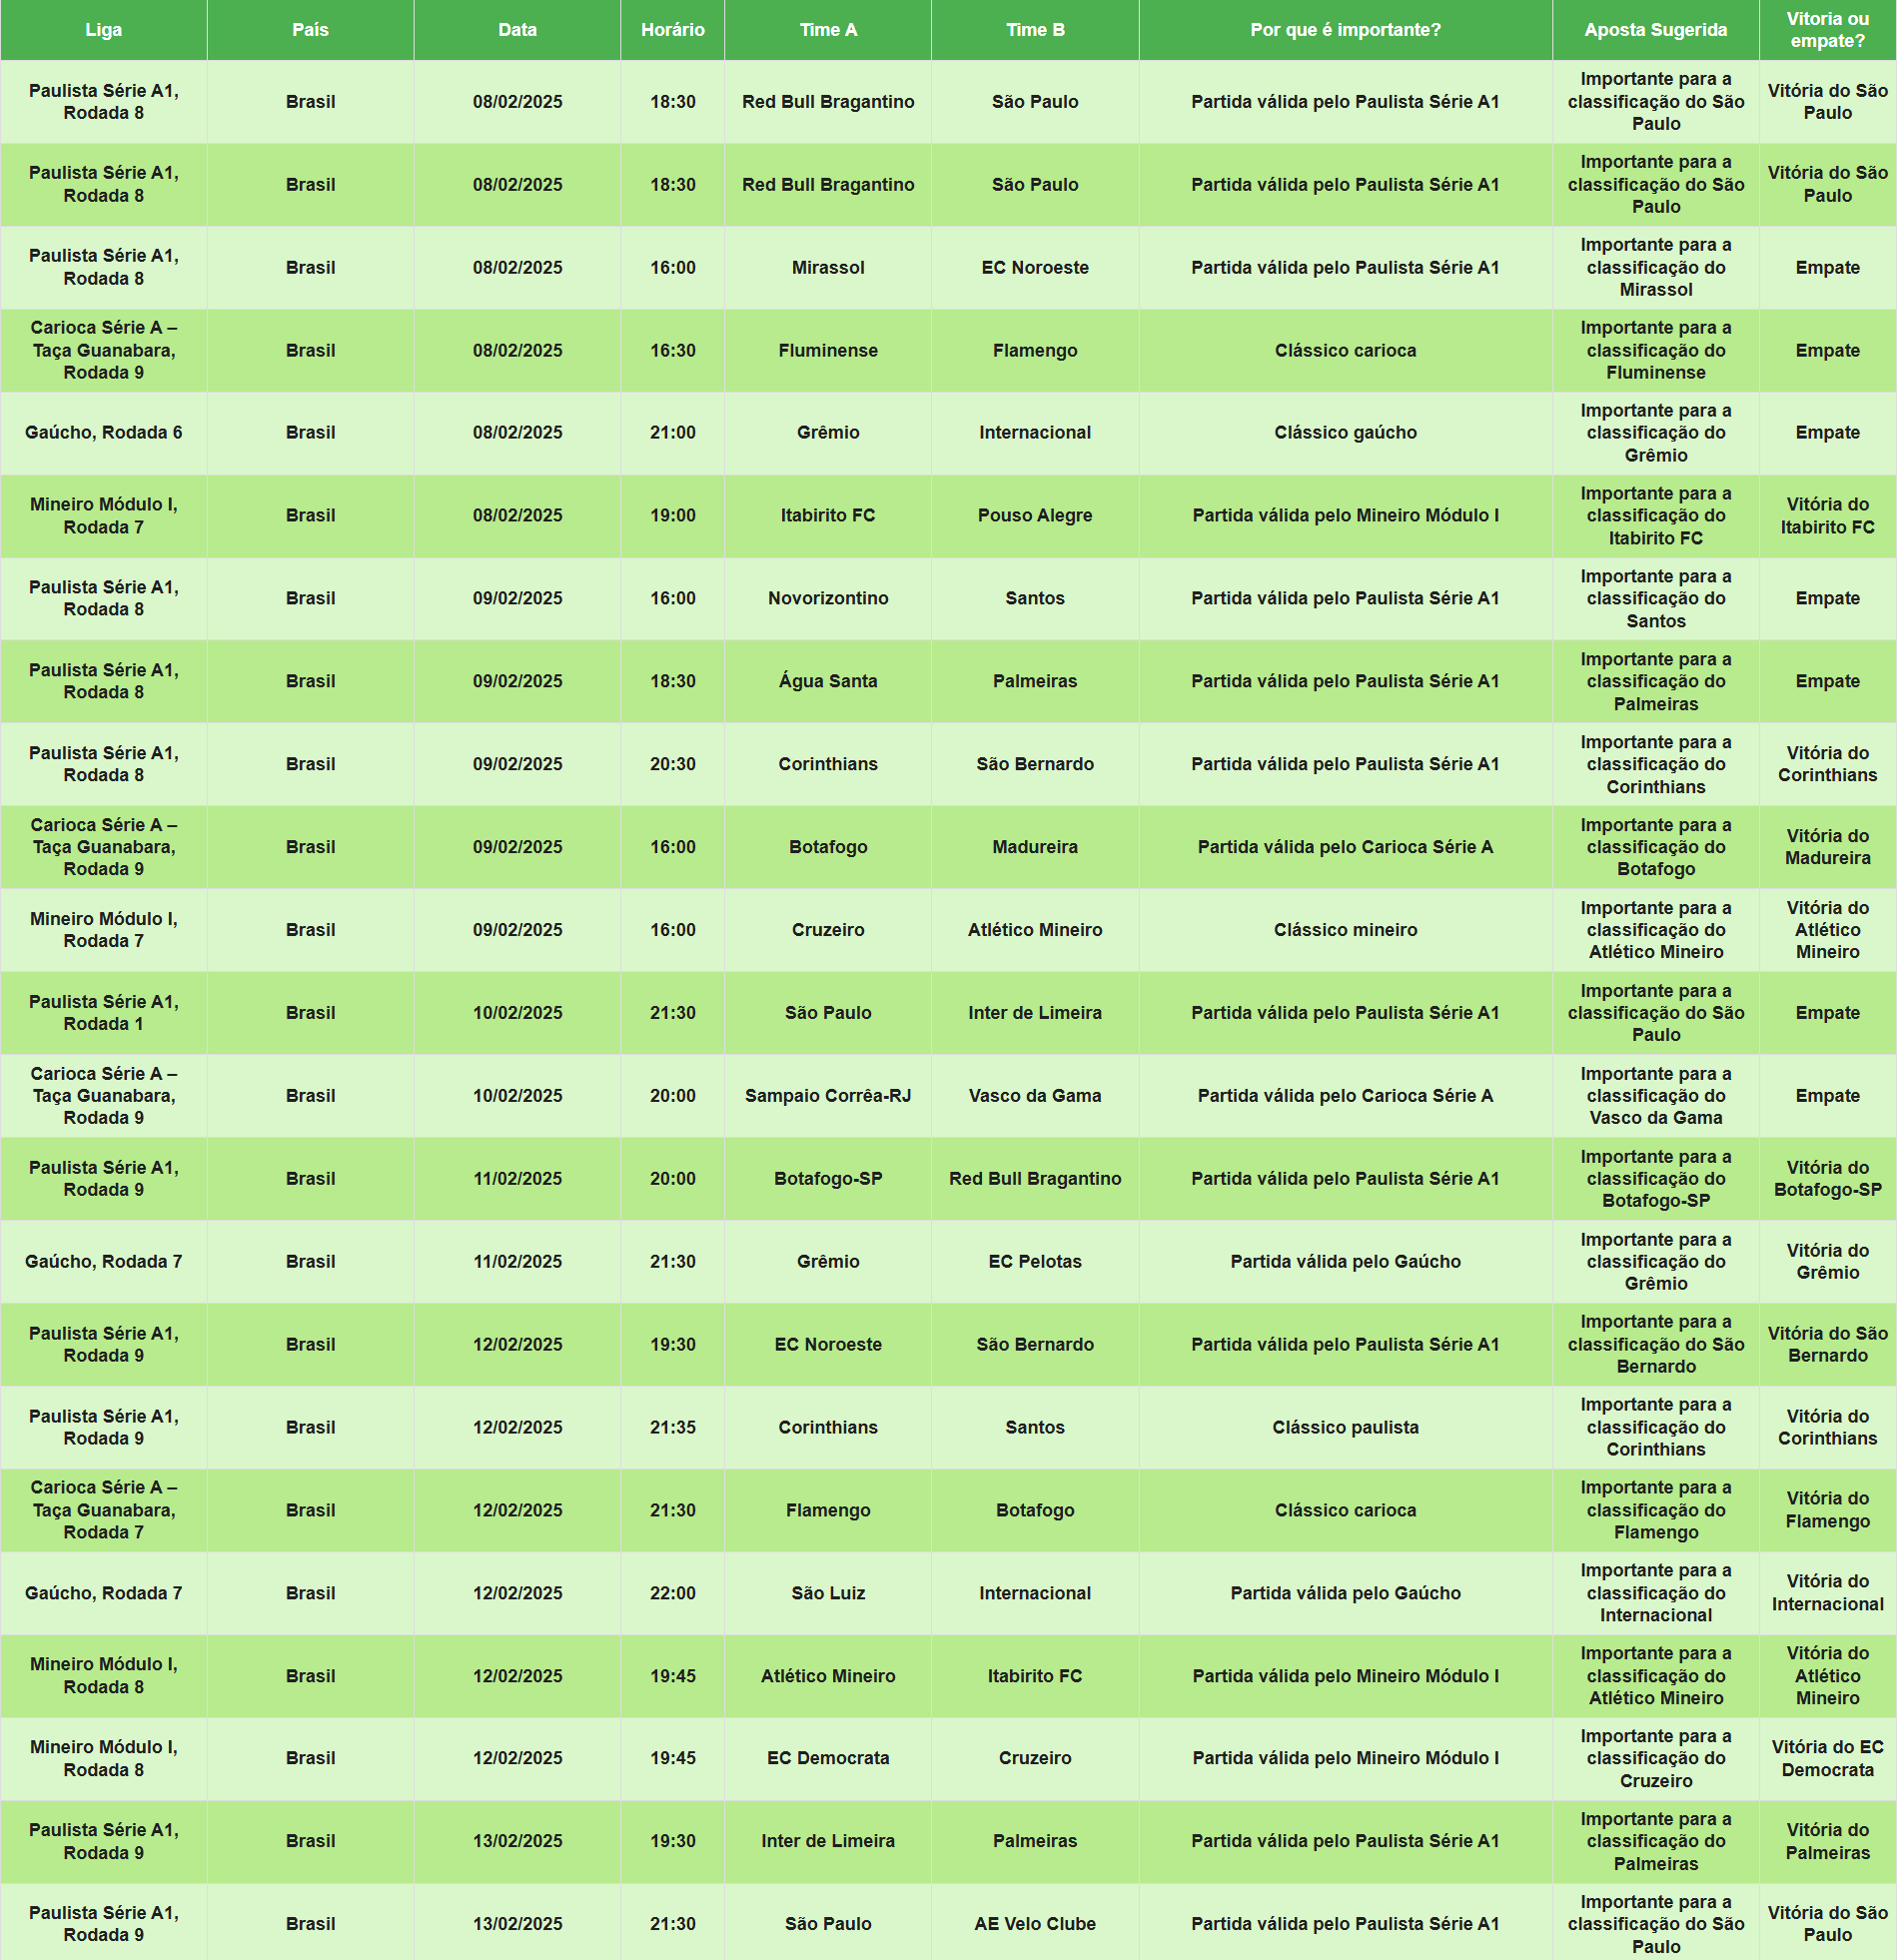 Liga País Data Horário Time A Time B Por que é importante? Aposta Sugerida Vitoria ou
empate?
Paulista Série A1,
Rodada 8
Brasil
08/02/2025
18:30
Red Bull Bragantino
São Paulo
Partida válida pelo Paulista Série A1
Importante para a
classificação do São
Paulo
Vitória do São
Paulo
Paulista Série A1,
Rodada 8
Brasil
08/02/2025
18:30
Red Bull Bragantino
São Paulo
Partida válida pelo Paulista Série A1
Importante para a
classificação do São
Paulo
Vitória do São
Paulo
Paulista Série A1,
Rodada 8
Brasil
08/02/2025
16:00
Mirassol
EC Noroeste
Partida válida pelo Paulista Série A1
Importante para a
classificação do
Mirassol
Empate
Carioca Série A –
Taça Guanabara,
Rodada 9
Brasil
08/02/2025
16:30
Fluminense
Flamengo
Clássico carioca
Importante para a
classificação do
Fluminense
Empate
Gaúcho, Rodada 6
Brasil
08/02/2025
21:00
Grêmio
Internacional
Clássico gaúcho
Importante para a
classificação do
Grêmio
Empate
Mineiro Módulo I,
Rodada 7
Brasil
08/02/2025
19:00
Itabirito FC
Pouso Alegre
Partida válida pelo Mineiro Módulo I
Importante para a
classificação do
Itabirito FC
Vitória do
Itabirito FC
Paulista Série A1,
Rodada 8
Brasil
09/02/2025
16:00
Novorizontino
Santos
Partida válida pelo Paulista Série A1
Importante para a
classificação do
Santos
Empate
Paulista Série A1,
Rodada 8
Brasil
09/02/2025
18:30
Água Santa
Palmeiras
Partida válida pelo Paulista Série A1
Importante para a
classificação do
Palmeiras
Empate
Paulista Série A1,
Rodada 8
Brasil
09/02/2025
20:30
Corinthians
São Bernardo
Partida válida pelo Paulista Série A1
Importante para a
classificação do
Corinthians
Vitória do
Corinthians
Carioca Série A –
Taça Guanabara,
Rodada 9
Brasil
09/02/2025
16:00
Botafogo
Madureira
Partida válida pelo Carioca Série A
Importante para a
classificação do
Botafogo
Vitória do
Madureira
Mineiro Módulo I,
Rodada 7
Brasil
09/02/2025
16:00
Cruzeiro
Atlético Mineiro
Clássico mineiro
Importante para a
classificação do
Atlético Mineiro
Vitória do
Atlético
Mineiro
Paulista Série A1,
Rodada 1
Brasil
10/02/2025
21:30
São Paulo
Inter de Limeira
Partida válida pelo Paulista Série A1
Importante para a
classificação do São
Paulo
Empate
Carioca Série A –
Taça Guanabara,
Rodada 9
Brasil
10/02/2025
20:00
Sampaio Corrêa-RJ
Vasco da Gama
Partida válida pelo Carioca Série A
Importante para a
classificação do
Vasco da Gama
Empate
Paulista Série A1,
Rodada 9
Brasil
11/02/2025
20:00
Botafogo-SP
Red Bull Bragantino
Partida válida pelo Paulista Série A1
Importante para a
classificação do
Botafogo-SP
Vitória do
Botafogo-SP
Gaúcho, Rodada 7
Brasil
11/02/2025
21:30
Grêmio
EC Pelotas
Partida válida pelo Gaúcho
Importante para a
classificação do
Grêmio
Vitória do
Grêmio
Paulista Série A1,
Rodada 9
Brasil
12/02/2025
19:30
EC Noroeste
São Bernardo
Partida válida pelo Paulista Série A1
Importante para a
classificação do São
Bernardo
Vitória do São
Bernardo
Paulista Série A1,
Rodada 9
Brasil
12/02/2025
21:35
Corinthians
Santos
Clássico paulista
Importante para a
classificação do
Corinthians
Vitória do
Corinthians
Carioca Série A –
Taça Guanabara,
Rodada 7
Brasil
12/02/2025
21:30
Flamengo
Botafogo
Clássico carioca
Importante para a
classificação do
Flamengo
Vitória do
Flamengo
Gaúcho, Rodada 7
Brasil
12/02/2025
22:00
São Luiz
Internacional
Partida válida pelo Gaúcho
Importante para a
classificação do
Internacional
Vitória do
Internacional
Mineiro Módulo I,
Rodada 8
Brasil
12/02/2025
19:45
Atlético Mineiro
Itabirito FC
Partida válida pelo Mineiro Módulo I
Importante para a
classificação do
Atlético Mineiro
Vitória do
Atlético
Mineiro
Mineiro Módulo I,
Rodada 8
Brasil
12/02/2025
19:45
EC Democrata
Cruzeiro
Partida válida pelo Mineiro Módulo I
Importante para a
classificação do
Cruzeiro
Vitória do EC
Democrata
Paulista Série A1,
Rodada 9
Brasil
13/02/2025
19:30
Inter de Limeira
Palmeiras
Partida válida pelo Paulista Série A1
Importante para a
classificação do
Palmeiras
Vitória do
Palmeiras
Paulista Série A1,
Rodada 9
Brasil
13/02/2025
21:30
São Paulo
AE Velo Clube
Partida válida pelo Paulista Série A1
Importante para a
classificação do São
Paulo
Vitória do São
Paulo